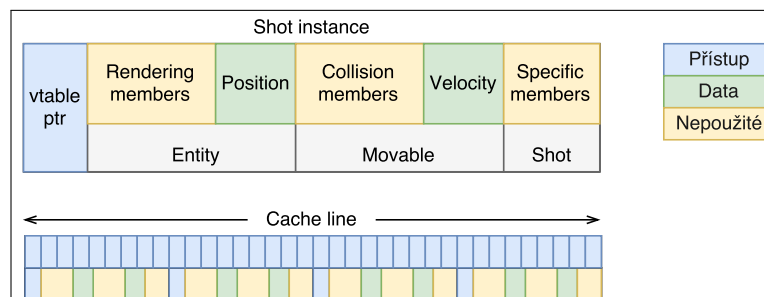 Shot instance
vtable
ptr
Rendering
members
Position
Collision
members
Velocity
Specific
members
Entity
Movable
Shot
Přístup
Data
Nepoužité
Cache line